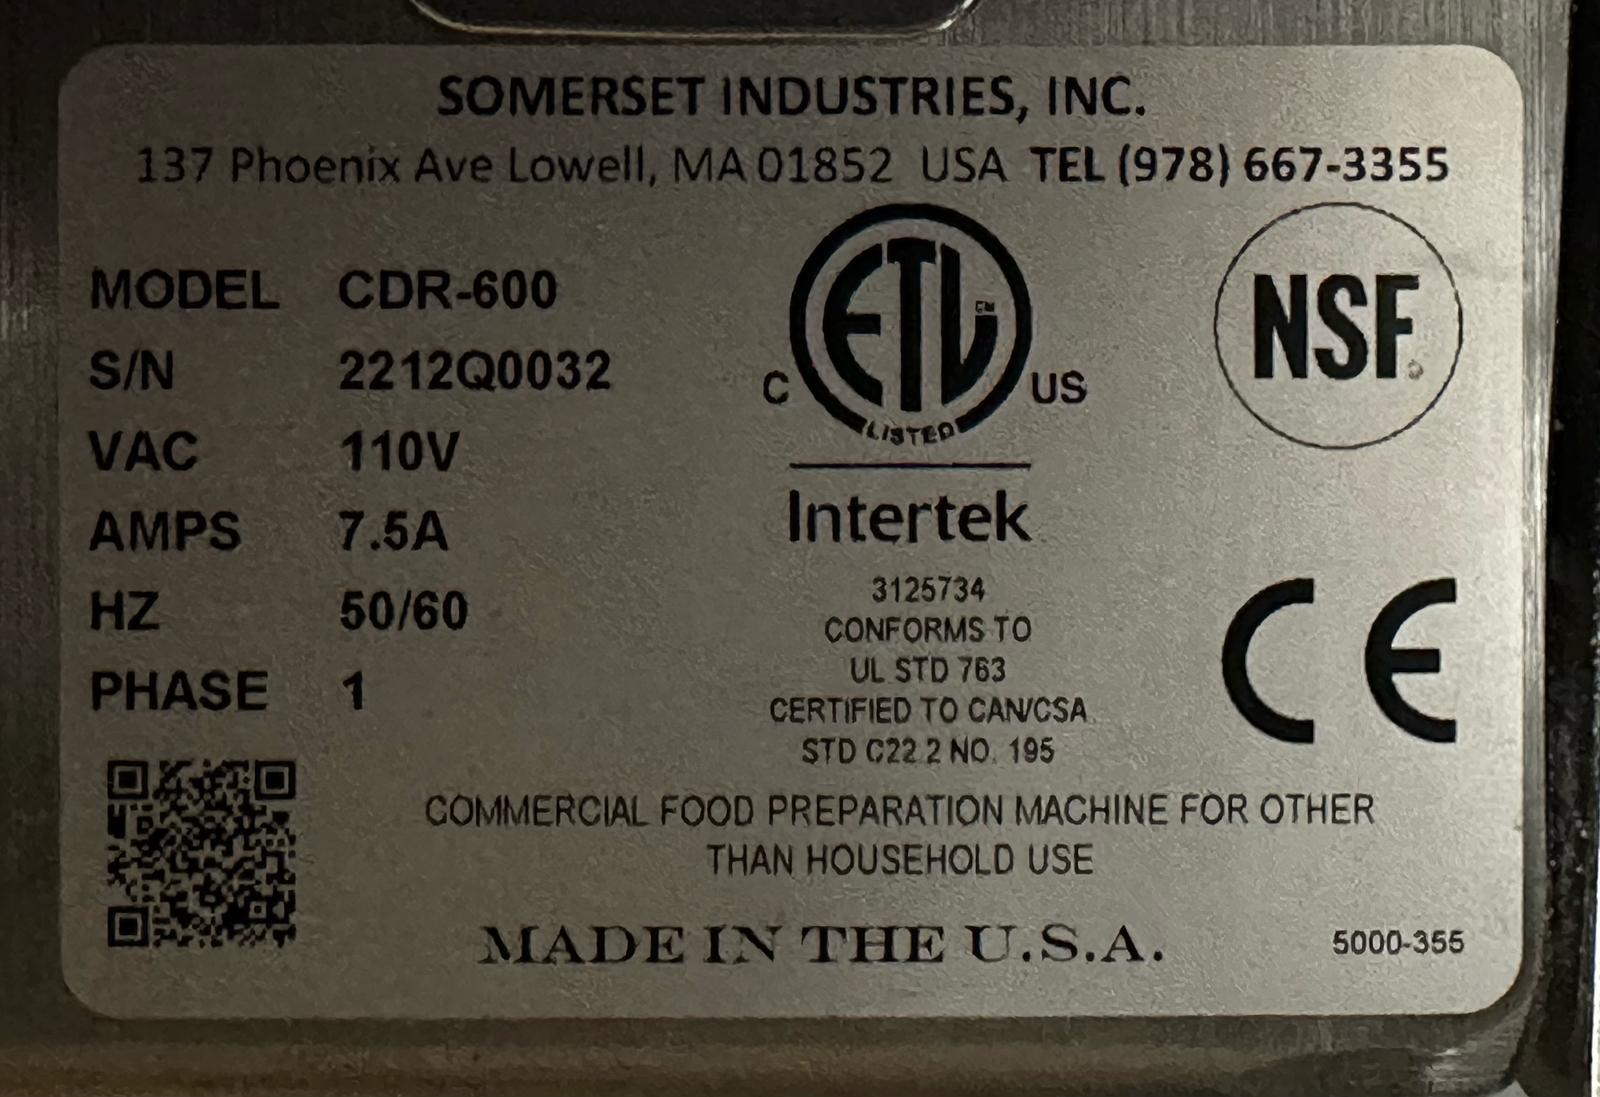 SOMERSET INDUSTRIES, INC.
137 Phoenix Ave Lowell, MA 01852 USA TEL (978) 667-3355
MODEL CDR-600
S/N 2212Q0032
VAC 110V
AMPS 7.5A
HZ 50/60
PHASE 1
ETL CM
C US
LISTED
Intertek
3125734
CONFORMS TO
UL STD 763
CERTIFIED TO CAN/CSA
STD C22.2 NO. 195
NSF®
CE
COMMERCIAL FOOD PREPARATION MACHINE FOR OTHER
THAN HOUSEHOLD USE
MADE IN THE U.S.A.
5000-355